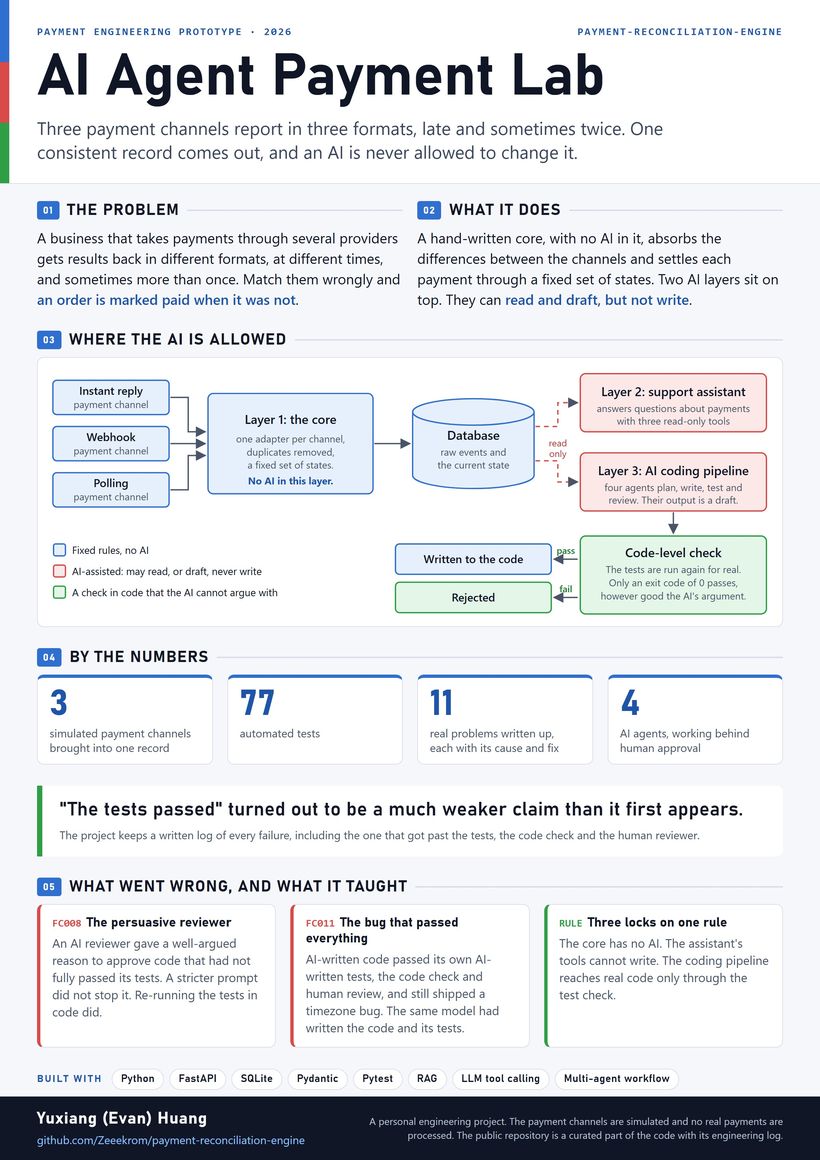 PAYMENT ENGINEERING PROTOTYPE · 2026
PAYMENT-RECONCILIATION-ENGINE
AI Agent Payment Lab
Three payment channels report in three formats, late and sometimes twice. One
consistent record comes out, and an AI is never allowed to change it.
01 THE PROBLEM
A business that takes payments through several providers
gets results back in different formats, at different times,
and sometimes more than once. Match them wrongly and
an order is marked paid when it was not.
02 WHAT IT DOES
A hand-written core, with no AI in it, absorbs the
differences between the channels and settles each
payment through a fixed set of states. Two AI layers sit on
top. They can read and draft, but not write.
03 WHERE THE AI IS ALLOWED
Instant reply
payment channel
Webhook
payment channel
Polling
payment channel
Layer 1: the core
one adapter per channel,
duplicates removed,
a fixed set of states.
No AI in this layer.
Database
raw events and
the current state
read
only
Layer 2: support assistant
answers questions about payments
with three read-only tools
Layer 3: AI coding pipeline
four agents plan, write, test and
review. Their output is a draft.
Code-level check
The tests are run again for real.
Only an exit code of 0 passes,
however good the AI's argument.
pass
Written to the code
fail
Rejected
Fixed rules, no AI
AI-assisted: may read, or draft, never write
A check in code that the AI cannot argue with
04 BY THE NUMBERS
3
simulated payment channels
brought into one record
77
automated tests
11
real problems written up,
each with its cause and fix
4
AI agents, working behind
human approval
"The tests passed" turned out to be a much weaker claim than it first appears.
The project keeps a written log of every failure, including the one that got past the tests, the code check and the human reviewer.
05 WHAT WENT WRONG, AND WHAT IT TAUGHT
FC008 The persuasive reviewer
An AI reviewer gave a well-argued
reason to approve code that had not
fully passed its tests. A stricter prompt
did not stop it. Re-running the tests in
code did.
FC011 The bug that passed
everything
AI-written code passed its own AI-
written tests, the code check and
human review, and still shipped a
timezone bug. The same model had
written the code and its tests.
RULE Three locks on one rule
The core has no AI. The assistant's
tools cannot write. The coding pipeline
reaches real code only through the
test check.
BUILT WITH
Python
FastAPI
SQLite
Pydantic
Pytest
RAG
LLM tool calling
Multi-agent workflow
Yuxiang (Evan) Huang
github.com/Zeeekrom/payment-reconciliation-engine
A personal engineering project. The payment channels are simulated and no real payments are
processed. The public repository is a curated part of the code with its engineering log.